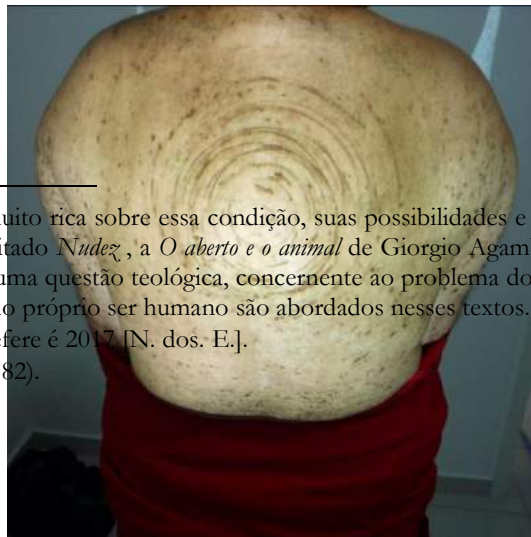 uito rica sobre essa condição, suas possibilidades e
itado Nudez , a O aberto e o animal de Giorgio Agam
uma questão teológica, concernente ao problema do
o próprio ser humano são abordados nesses textos.
efere é 2017 [N. dos. E.].
82).